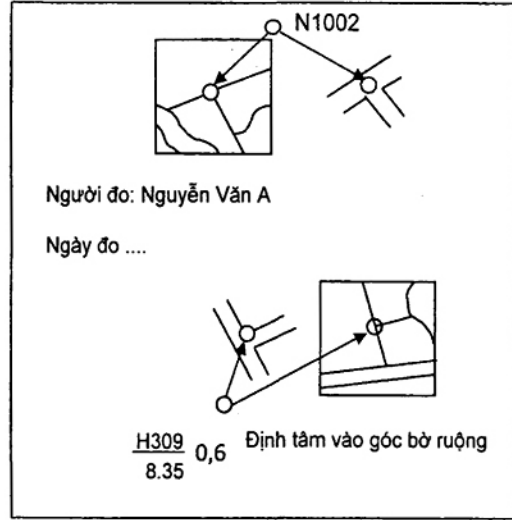 N1002
Người đo: Nguyễn Văn A
Ngày đo ....
H309
8.35
0,6
Định tâm vào góc bờ ruộng